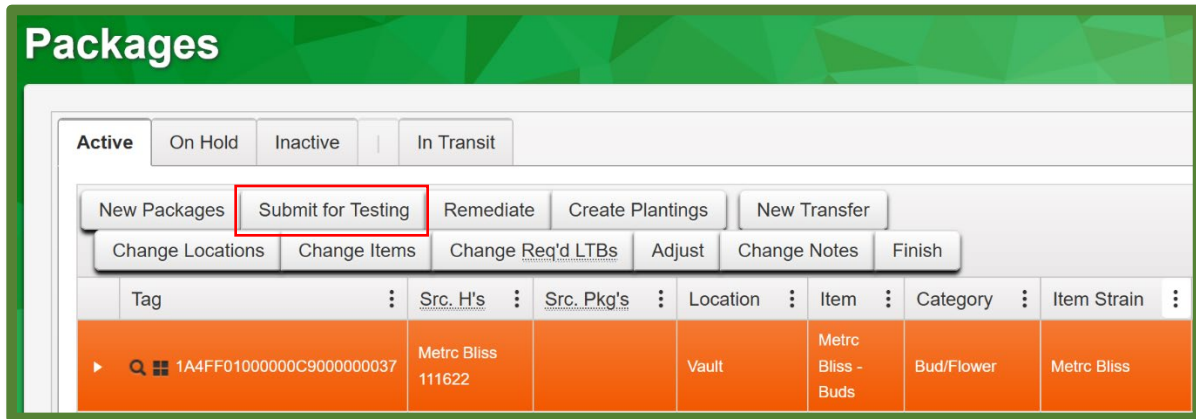 Packages
Active On Hold Inactive | In Transit
New Packages Submit for Testing Remediate Create Plantings New Transfer
Change Locations Change Items Change Req'd LTBs Adjust Change Notes Finish
Tag Src. H's Src. Pkg's Location Item Category Item Strain
1A4FF01000000C9000000037 Metrc Bliss 111622 Vault Metrc Bliss - Buds Bud/Flower Metrc Bliss